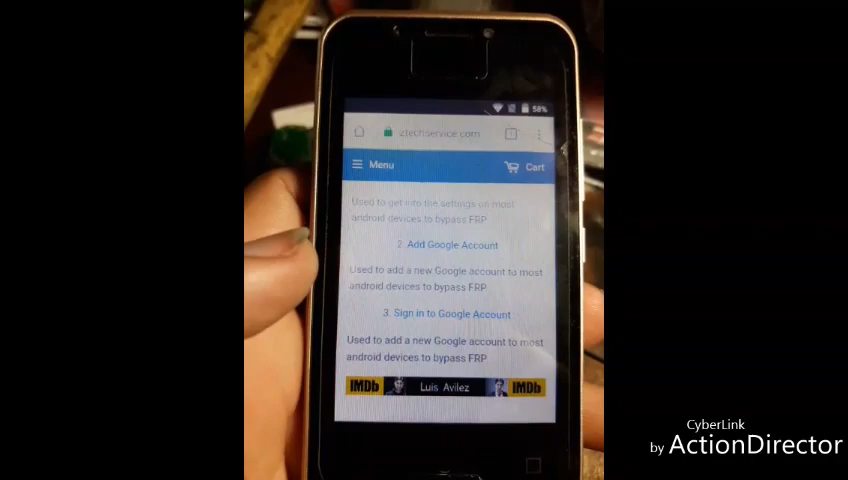 58%
ztechservice.com
Menu
Cart
Used to get into the settings on most
android devices to bypass FRP
2. Add Google Account
Used to add a new Google account to most
android devices to bypass FRP
3. Sign in to Google Account
Used to add a new Google account to most
android devices to bypass FRP
IMDb Luis Avilez IMDb
CyberLink
by ActionDirector